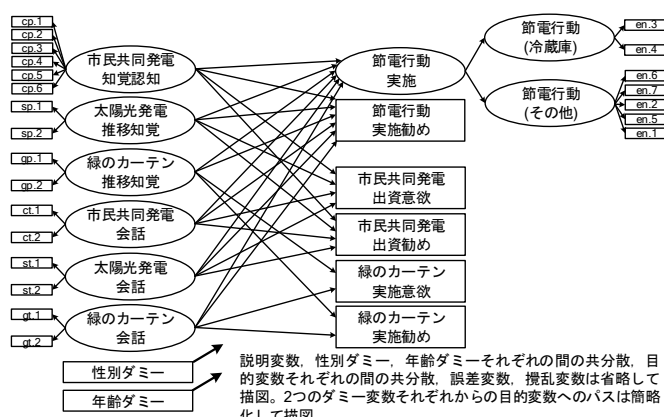 cp.1
cp.2
cp.3
cp.4
cp.5
cp.6
sp.1
sp.2
gp.1
gp.2
ct.1
ct.2
st.1
st.2
gt.1
gt.2
市民共同発電
知覚認知
太陽光発電
推移知覚
緑のカーテン
推移知覚
市民共同発電
会話
太陽光発電
会話
緑のカーテン
会話
性別ダミー
年齢ダミー
節電行動
実施
節電行動
実施勧め
市民共同発電
出資意欲
市民共同発電
出資勧め
緑のカーテン
実施意欲
緑のカーテン
実施勧め
節電行動
(冷蔵庫)
節電行動
(その他)
en.3
en.4
en.6
en.7
en.2
en.5
en.1
説明変数，性別ダミー，年齢ダミーそれぞれの間の共分散，目
的変数それぞれの間の共分散，誤差変数，攪乱変数は省略して
描図。2つのダミー変数それぞれからの目的変数へのパスは簡略
化して描図